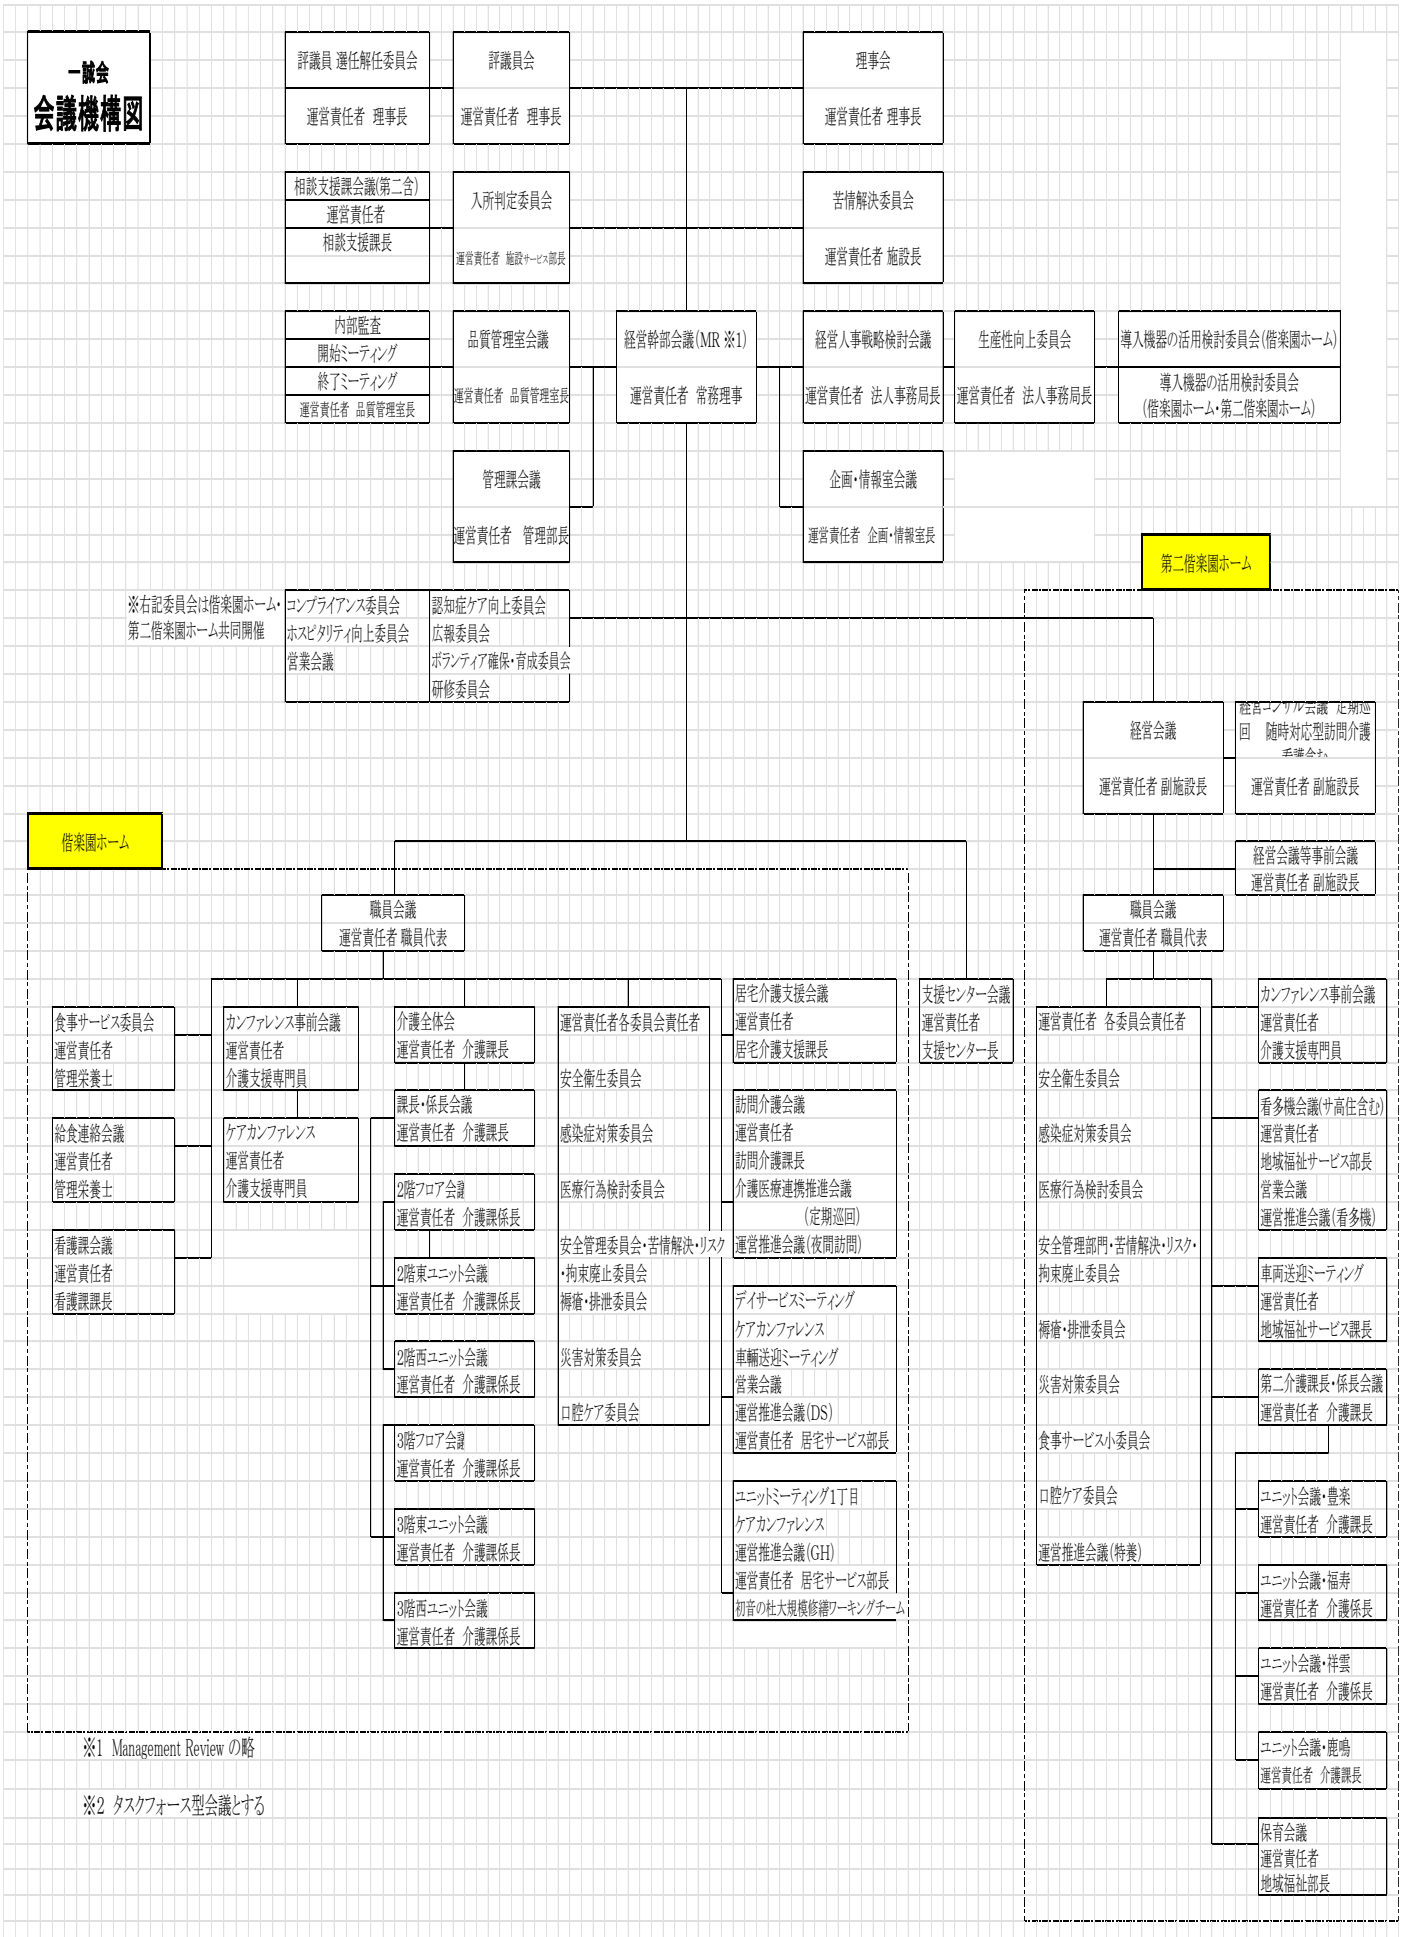 一誠会
会議機構図
評議員 選任解任委員会
運営責任者 理事長
評議員会
運営責任者 理事長
理事会
運営責任者 理事長
相談支援課会議(第二含)
運営責任者
相談支援課長
入所判定委員会
運営責任者 施設サービス部長
苦情解決委員会
運営責任者 施設長
内部監査
開始ミーティング
終了ミーティング
運営責任者 品質管理室長
品質管理室会議
運営責任者 品質管理室長
経営幹部会議(MR ※1)
運営責任者 常務理事
経営人事戦略検討会議
運営責任者 法人事務局長
生産性向上委員会
運営責任者 法人事務局長
導入機器の活用検討委員会(偕楽園ホーム)
導入機器の活用検討委員会
(偕楽園ホーム・第二偕楽園ホーム)
管理課会議
運営責任者 管理部長
企画・情報室会議
運営責任者 企画・情報室長
※右記委員会は偕楽園ホーム・
第二偕楽園ホーム共同開催
コンプライアンス委員会
ホスピタリティ向上委員会
営業会議
認知症ケア向上委員会
広報委員会
ボランティア確保・育成委員会
研修委員会
第二偕楽園ホーム
経営会議
運営責任者 副施設長
経営コンサル会議 定期巡
回 随時対応型訪問介護
看護含む
運営責任者 副施設長
経営会議等事前会議
運営責任者 副施設長
偕楽園ホーム
職員会議
運営責任者 職員代表
食事サービス委員会
運営責任者
管理栄養士
給食連絡会議
運営責任者
管理栄養士
看護課会議
運営責任者
看護課課長
カンファレンス事前会議
運営責任者
介護支援専門員
ケアカンファレンス
運営責任者
介護支援専門員
介護全体会
運営責任者 介護課長
課長・係長会議
運営責任者 介護課長
2階フロア会議
運営責任者 介護課係長
2階東ユニット会議
運営責任者 介護課係長
2階西ユニット会議
運営責任者 介護課係長
3階フロア会議
運営責任者 介護課係長
3階東ユニット会議
運営責任者 介護課係長
3階西ユニット会議
運営責任者 介護課係長
運営責任者各委員会責任者
安全衛生委員会
感染症対策委員会
医療行為検討委員会
安全管理委員会・苦情解決・リスク
・拘束廃止委員会
褥瘡・排泄委員会
災害対策委員会
口腔ケア委員会
居宅介護支援会議
運営責任者
居宅介護支援課長
訪問介護会議
運営責任者
訪問介護課長
介護医療連携推進会議
(定期巡回)
運営推進会議(夜間訪問)
デイサービスミーティング
ケアカンファレンス
車輛送迎ミーティング
営業会議
運営推進会議(DS)
運営責任者 居宅サービス部長
ユニットミーティング1丁目
ケアカンファレンス
運営推進会議(GH)
運営責任者 居宅サービス部長
初音の杜大規模修繕ワーキングチーム
支援センター会議
運営責任者
支援センター長
職員会議
運営責任者 職員代表
運営責任者 各委員会責任者
安全衛生委員会
感染症対策委員会
医療行為検討委員会
安全管理部門・苦情解決・リスク・
拘束廃止委員会
褥瘡・排泄委員会
災害対策委員会
食事サービス小委員会
口腔ケア委員会
運営推進会議(特養)
カンファレンス事前会議
運営責任者
介護支援専門員
看多機会議(サ高住含む)
運営責任者
地域福祉サービス部長
営業会議
運営推進会議(看多機)
車両送迎ミーティング
運営責任者
地域福祉サービス課長
第二介護課長・係長会議
運営責任者 介護課長
ユニット会議・豊楽
運営責任者 介護課長
ユニット会議・福寿
運営責任者 介護係長
ユニット会議・祥雲
運営責任者 介護係長
ユニット会議・鹿鳴
運営責任者 介護課長
保育会議
運営責任者
地域福祉部長
※1 Management Review の略
※2 タスクフォース型会議とする